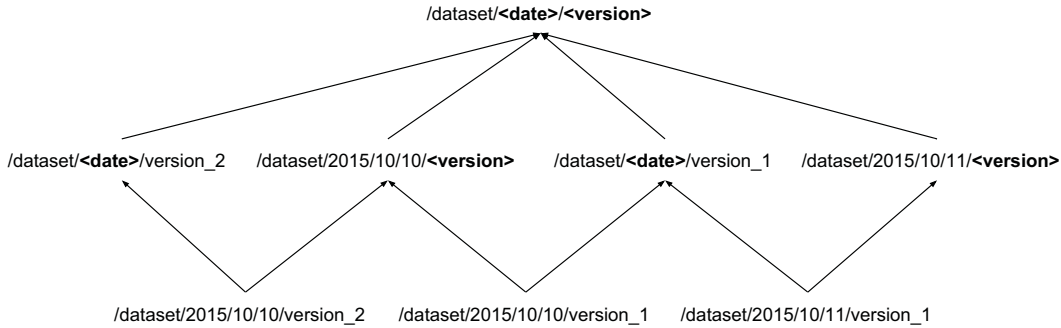 /dataset/<date>/<version>
/dataset/<date>/version_2
/dataset/2015/10/10/<version>
/dataset/<date>/version_1
/dataset/2015/10/11/<version>
/dataset/2015/10/10/version_2
/dataset/2015/10/10/version_1
/dataset/2015/10/11/version_1